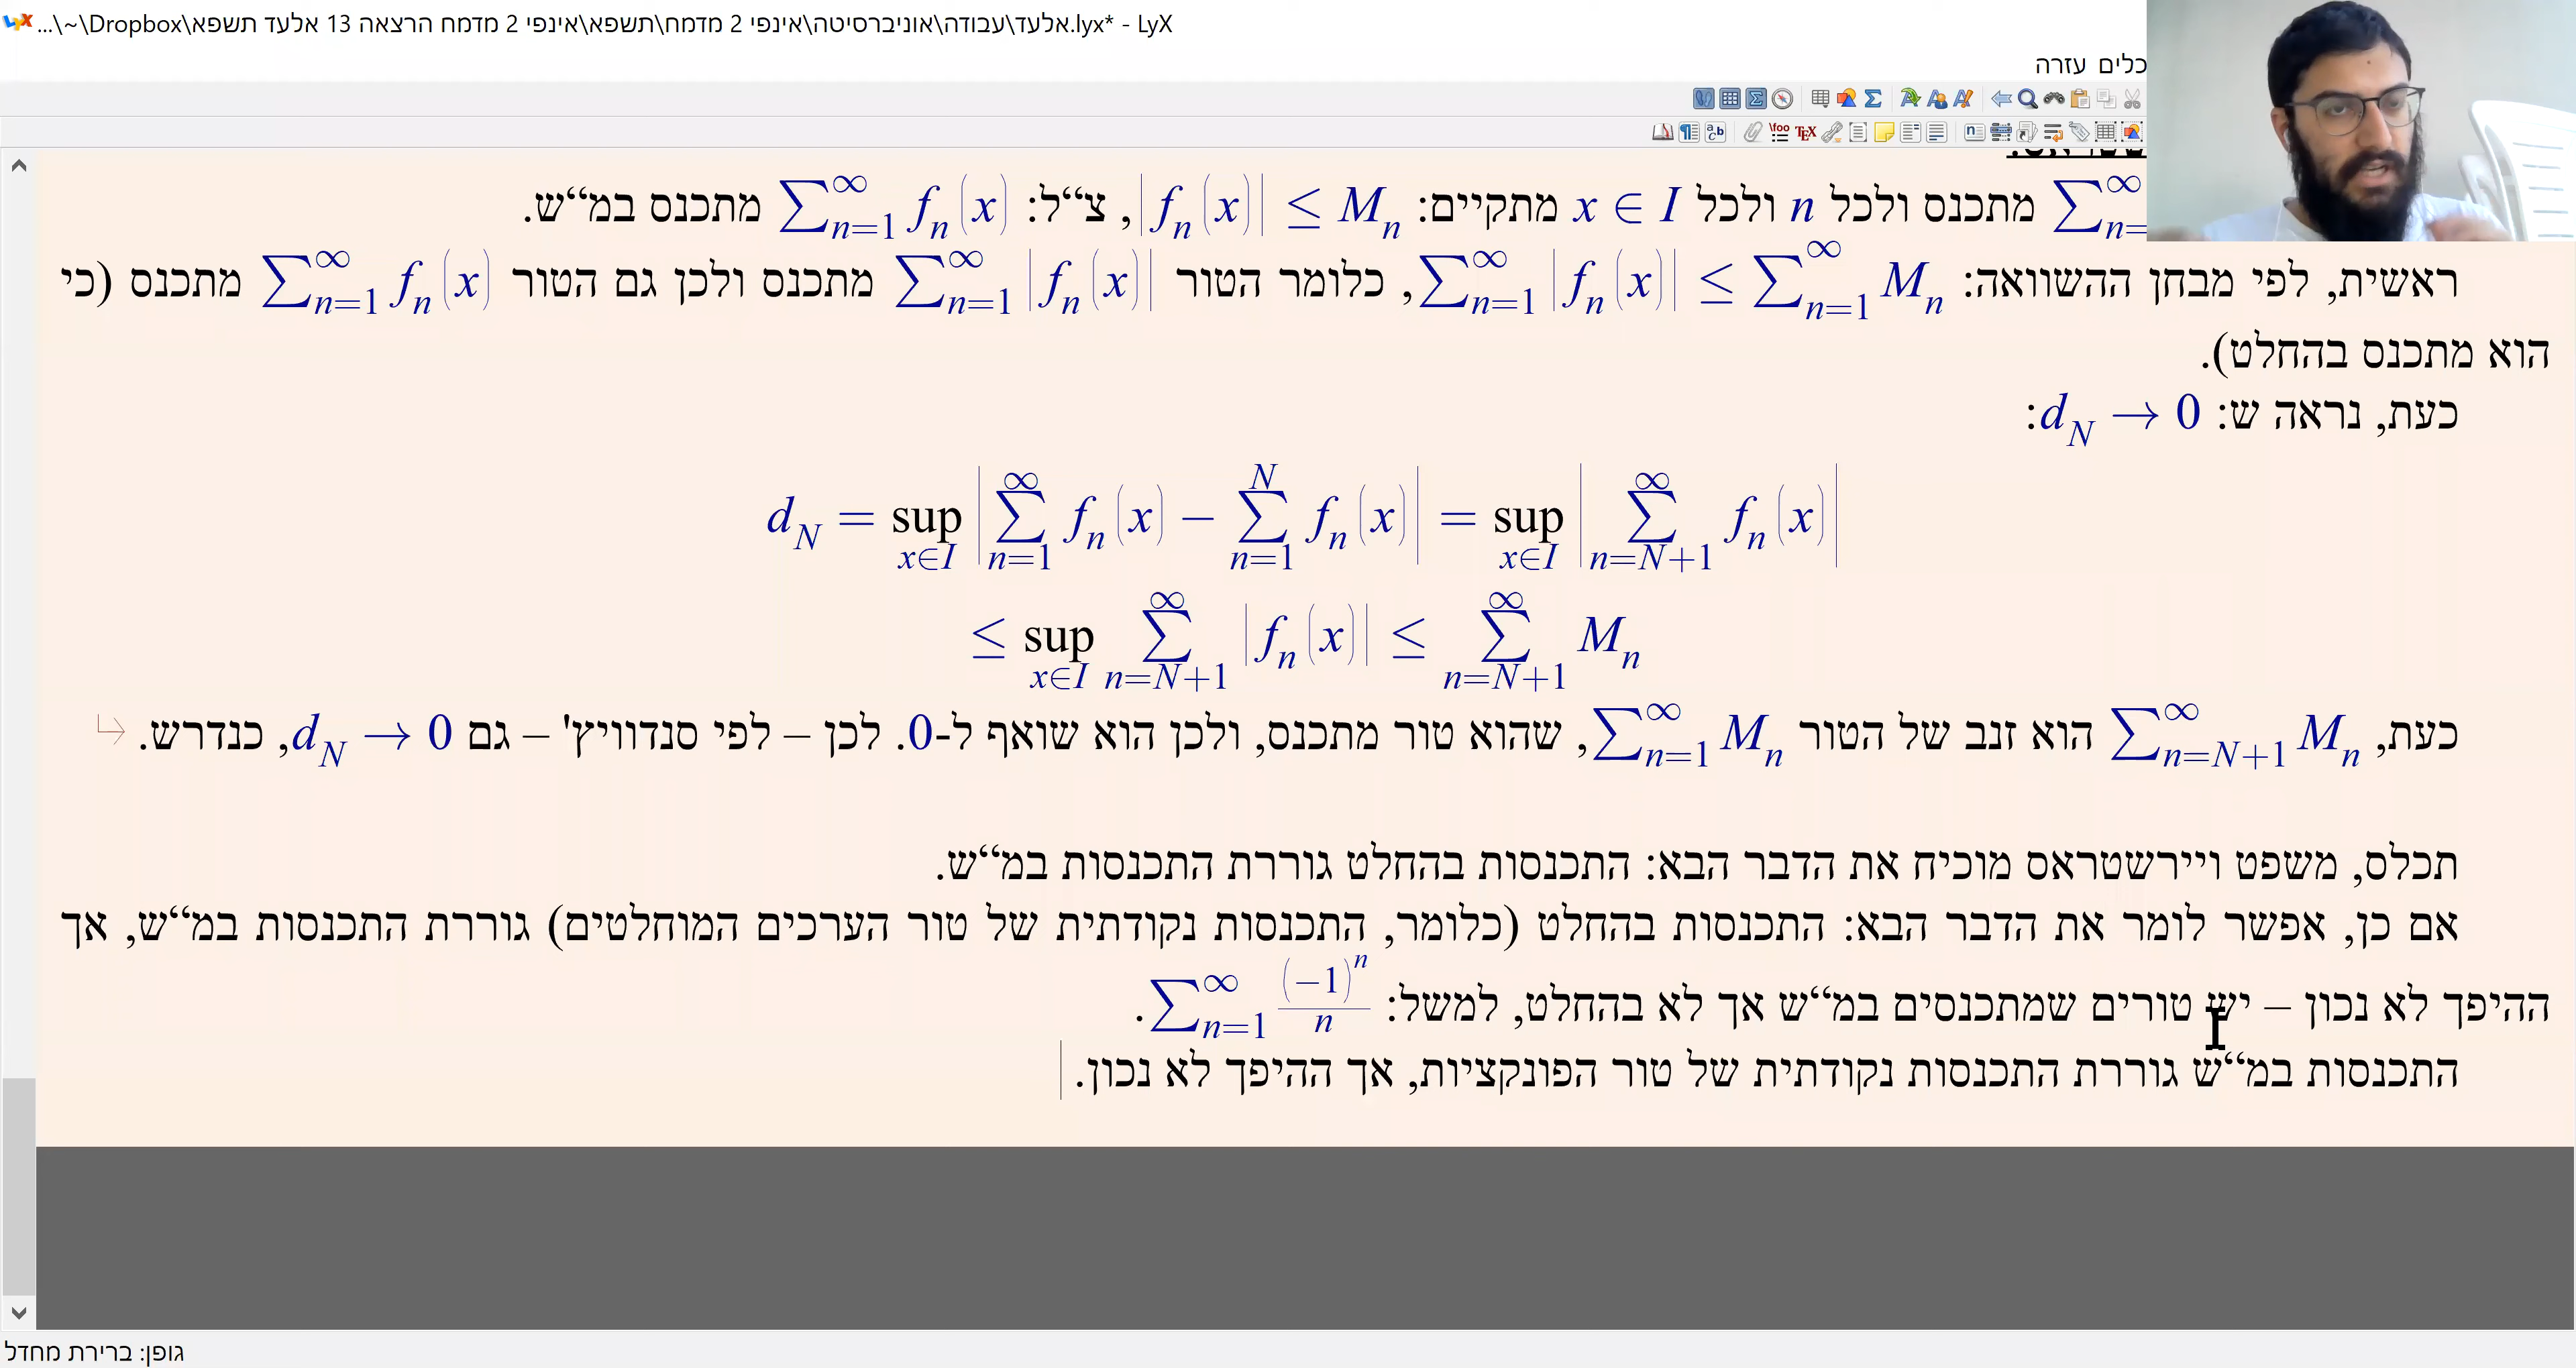 ...\~\Dropbox\אלעד\עבודה\אוניברסיטה\אינפי 2 מדמח\תשפא\אינפי 2 מדמח הרצאה 13 אלעד תשפא.lyx* - LyX
כלים עזרה
∑_{n= מתכנס ולכל n ולכל x ∈ I מתקיים: |f_n(x)| ≤ M_n, צ“ל: ∑_{n=1}^∞ f_n(x) מתכנס במ“ש.
ראשית, לפי מבחן ההשוואה: ∑_{n=1}^∞ |f_n(x)| ≤ ∑_{n=1}^∞ M_n, כלומר הטור ∑_{n=1}^∞ |f_n(x)| מתכנס ולכן גם הטור ∑_{n=1}^∞ f_n(x) מתכנס (כי
הוא מתכנס בהחלט).
כעת, נראה ש: d_N → 0:
d_N = sup_{x∈I} |∑_{n=1}^∞ f_n(x) − ∑_{n=1}^N f_n(x)| = sup_{x∈I} |∑_{n=N+1}^∞ f_n(x)|
≤ sup_{x∈I} ∑_{n=N+1}^∞ |f_n(x)| ≤ ∑_{n=N+1}^∞ M_n
כעת, ∑_{n=N+1}^∞ M_n הוא זנב של הטור ∑_{n=1}^∞ M_n, שהוא טור מתכנס, ולכן הוא שואף ל-0. לכן – לפי סנדוויץ' – גם d_N → 0, כנדרש.
תכלס, משפט ויירשטראס מוכיח את הדבר הבא: התכנסות בהחלט גוררת התכנסות במ“ש.
אם כן, אפשר לומר את הדבר הבא: התכנסות בהחלט (כלומר, התכנסות נקודתית של טור הערכים המוחלטים) גוררת התכנסות במ“ש, אך
ההיפך לא נכון – יש טורים שמתכנסים במ“ש אך לא בהחלט, למשל: ∑_{n=1}^∞ (−1)^n/n.
התכנסות במ“ש גוררת התכנסות נקודתית של טור הפונקציות, אך ההיפך לא נכון.
גופן: ברירת מחדל